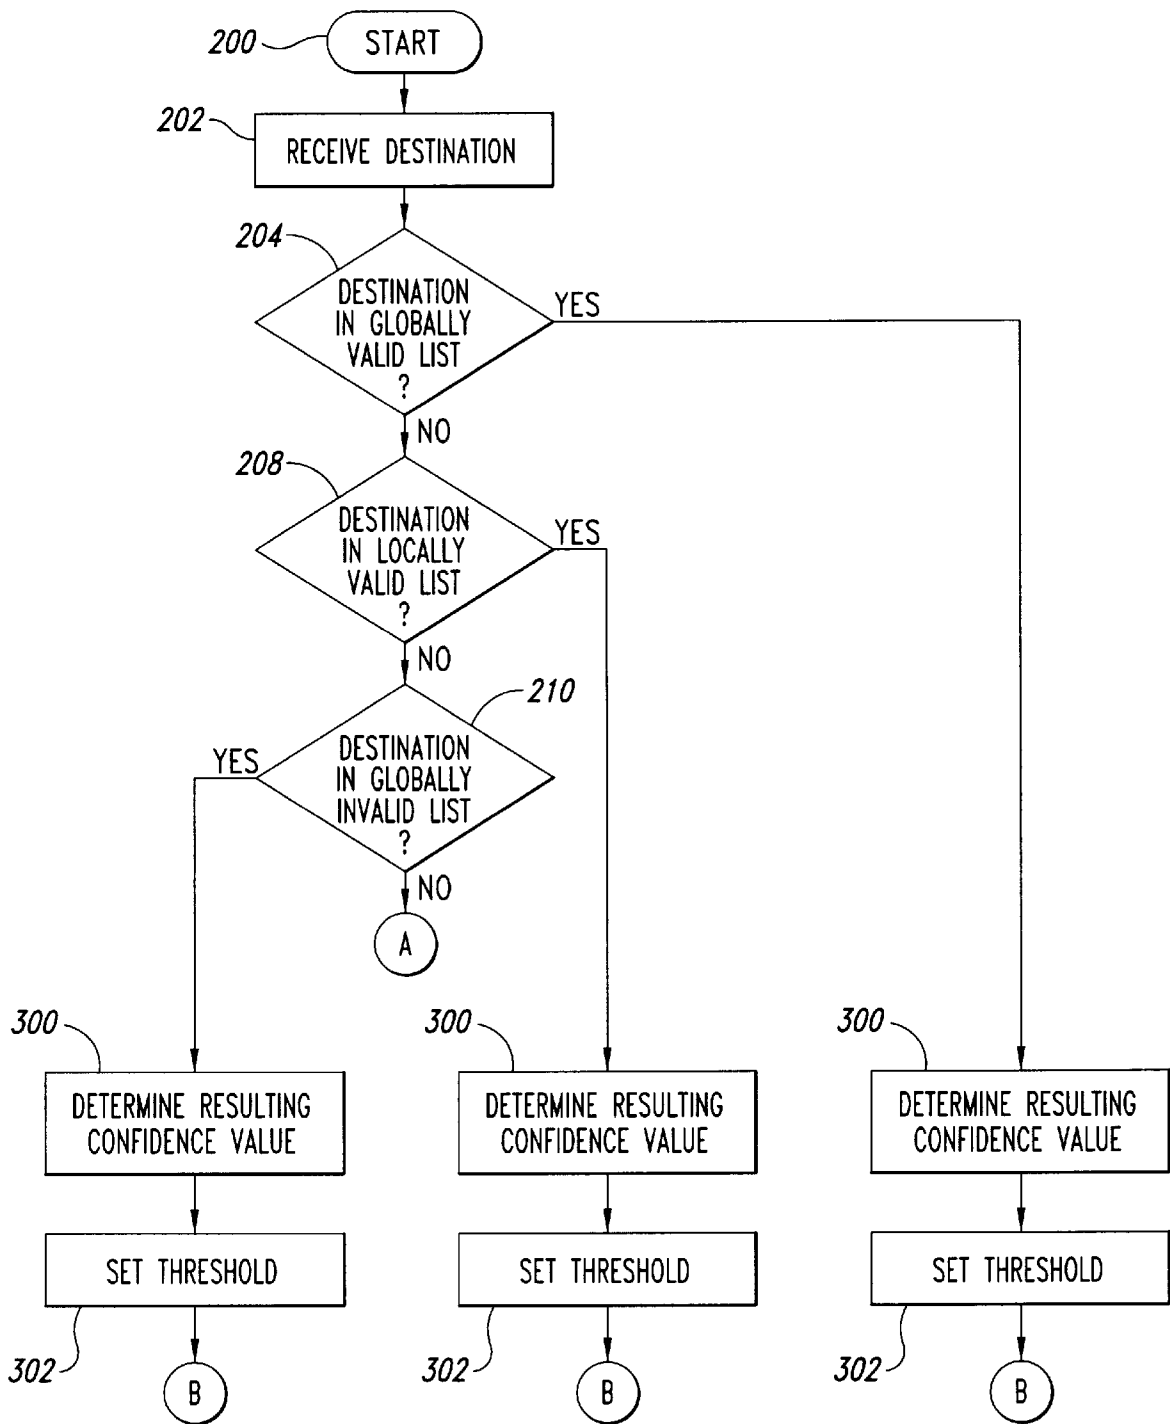 200
START
202
RECEIVE DESTINATION
204
DESTINATION
IN GLOBALLY
VALID LIST
?
YES
NO
208
DESTINATION
IN LOCALLY
VALID LIST
?
YES
NO
210
DESTINATION
IN GLOBALLY
INVALID LIST
?
YES
NO
A
300
DETERMINE RESULTING
CONFIDENCE VALUE
300
DETERMINE RESULTING
CONFIDENCE VALUE
300
DETERMINE RESULTING
CONFIDENCE VALUE
SET THRESHOLD
SET THRESHOLD
SET THRESHOLD
302
B
302
B
302
B